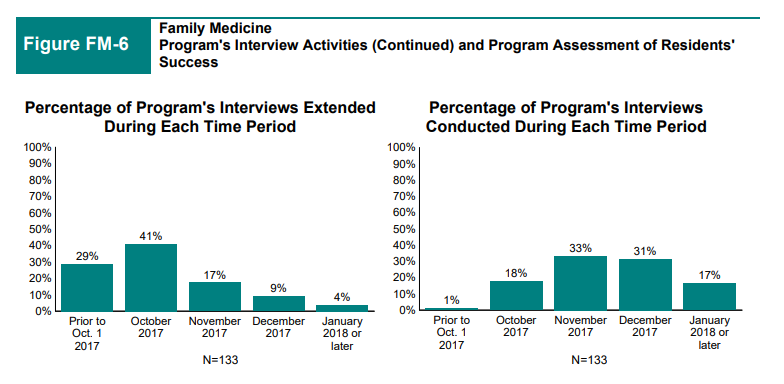 Figure FM-6
Family Medicine
Program's Interview Activities (Continued) and Program Assessment of Residents'
Success
Percentage of Program's Interviews Extended
During Each Time Period
100%
90%
80%
70%
60%
50%
40%
30%
20%
10%
0%
29%
41%
17%
9%
4%
Prior to
Oct. 1
2017
October
2017
November
2017
December
2017
January
2018 or
later
N=133
Percentage of Program's Interviews
Conducted During Each Time Period
100%
90%
80%
70%
60%
50%
40%
30%
20%
10%
0%
1%
18%
33%
31%
17%
Prior to
Oct. 1
2017
October
2017
November
2017
December
2017
January
2018 or
later
N=133